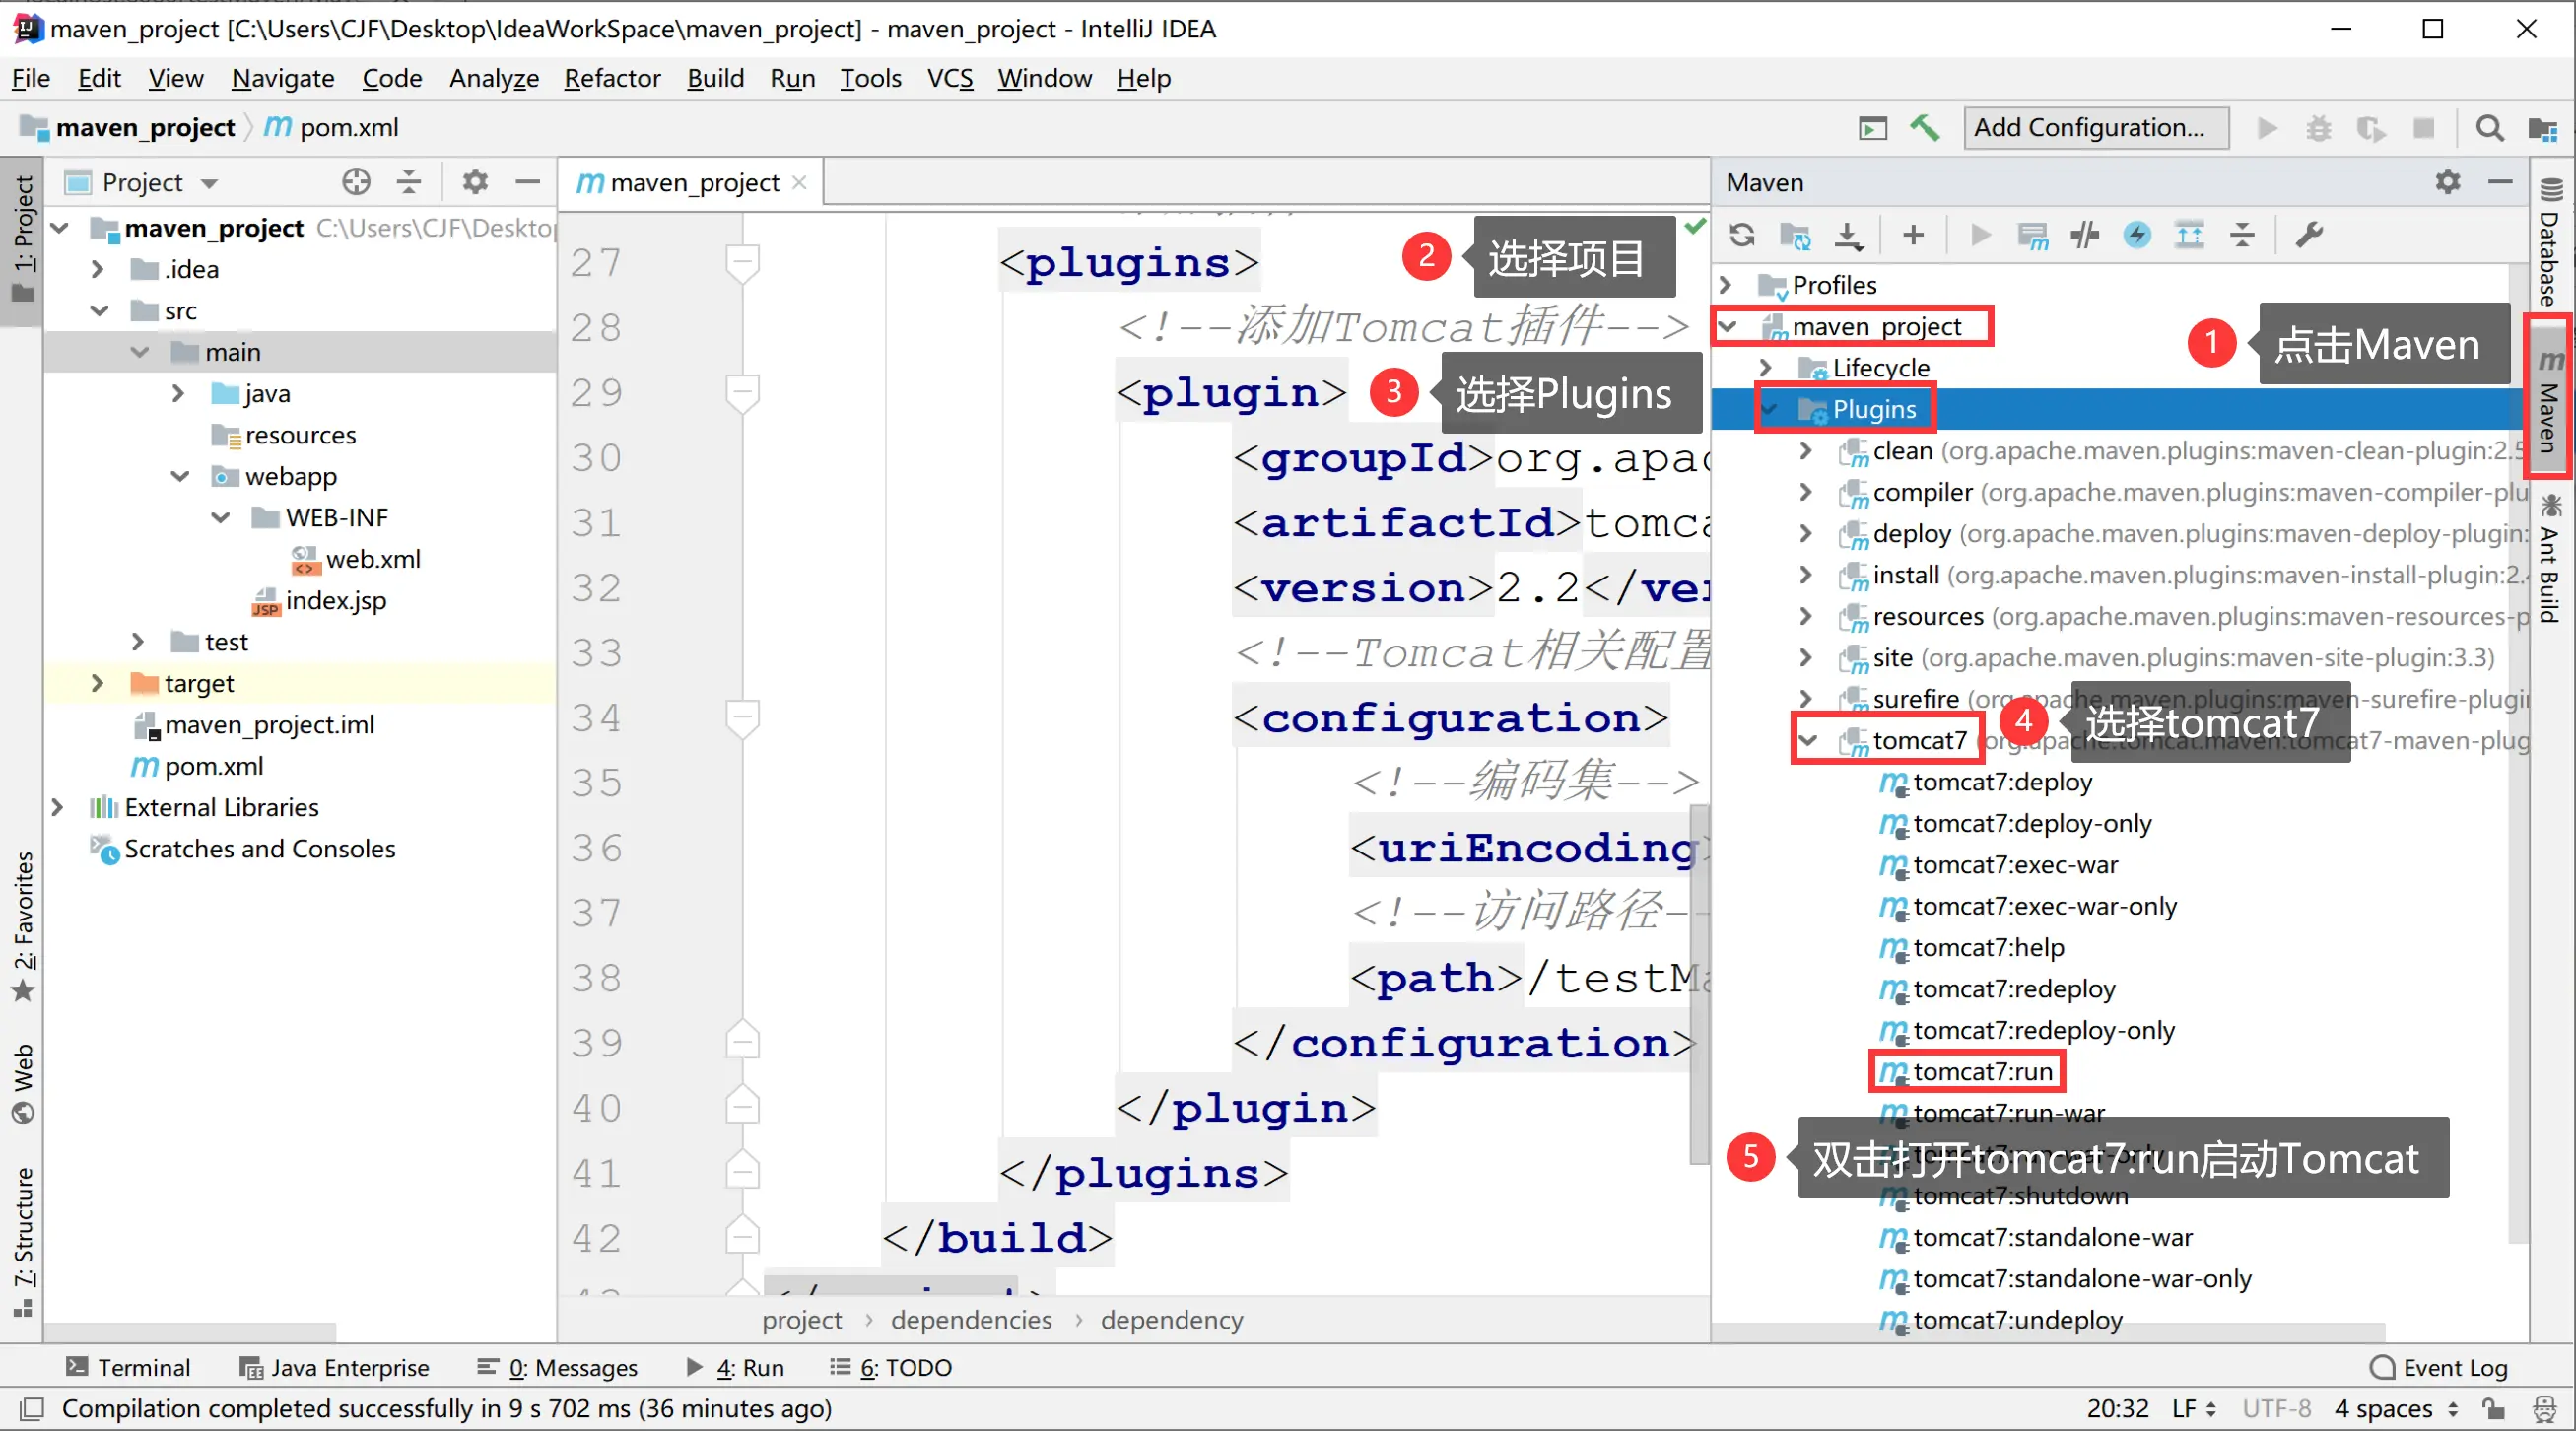 maven_project [C:\Users\CJF\Desktop\IdeaWorkSpace\maven_project] - maven_project - IntelliJ IDEA
File Edit View Navigate Code Analyze Refactor Build Run Tools VCS Window Help
maven_project pom.xml
Add Configuration...
1: Project
2: Favorites
Web
7: Structure
Project
maven_project C:\Users\CJF\Desktop
.idea
src
main
java
resources
webapp
WEB-INF
web.xml
index.jsp
test
target
maven_project.iml
pom.xml
External Libraries
Scratches and Consoles
maven_project
27 <plugins>
28 <!--添加Tomcat插件-->
29 <plugin>
30 <groupId>org.apac
31 <artifactId>tomca
32 <version>2.2</ver
33 <!--Tomcat相关配置
34 <configuration>
35 <!--编码集-->
36 <uriEncoding>
37 <!--访问路径--
38 <path>/testMa
39 </configuration>
40 </plugin>
41 </plugins>
42 </build>
project › dependencies › dependency
2 选择项目
3 选择Plugins
Maven
Profiles
maven_project
1 点击Maven
Lifecycle
Plugins
clean (org.apache.maven.plugins:maven-clean-plugin:2.5
compiler (org.apache.maven.plugins:maven-compiler-plu
deploy (org.apache.maven.plugins:maven-deploy-plugin:
install (org.apache.maven.plugins:maven-install-plugin:2.4
resources (org.apache.maven.plugins:maven-resources-p
site (org.apache.maven.plugins:maven-site-plugin:3.3)
surefire (org.apache.maven.plugins:maven-surefire-plugi
4 选择tomcat7
tomcat7 (org.apache.tomcat.maven:tomcat7-maven-plug
tomcat7:deploy
tomcat7:deploy-only
tomcat7:exec-war
tomcat7:exec-war-only
tomcat7:help
tomcat7:redeploy
tomcat7:redeploy-only
tomcat7:run
tomcat7:run-war
5 双击打开tomcat7:run启动Tomcat
tomcat7:shutdown
tomcat7:standalone-war
tomcat7:standalone-war-only
tomcat7:undeploy
Database
Maven
Ant Build
Terminal Java Enterprise 0: Messages 4: Run 6: TODO Event Log
Compilation completed successfully in 9 s 702 ms (36 minutes ago) 20:32 LF UTF-8 4 spaces